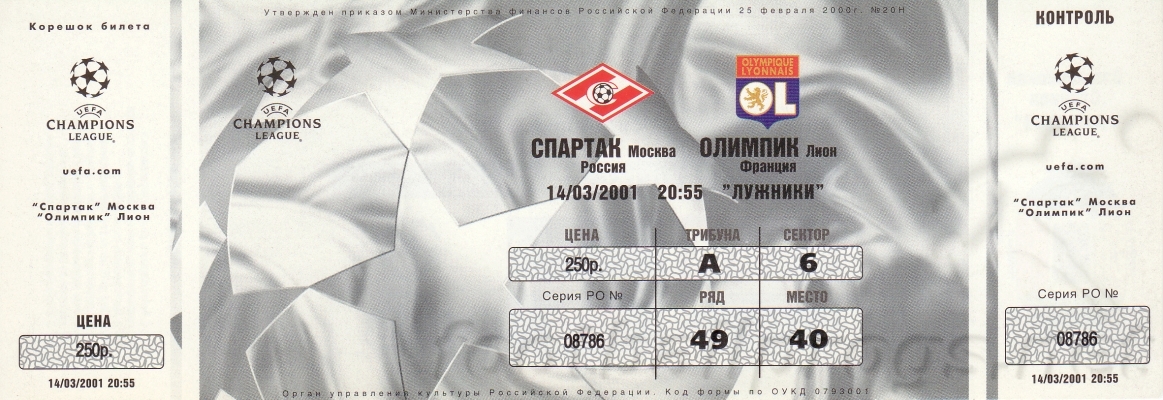 Утвержден приказом Министерства финансов Российской Федерации 25 февраля 2000г. №20Н
Корешок билета
UEFA
CHAMPIONS
LEAGUE
uefa.com
"Спартак" Москва
"Олимпик" Лион
ЦЕНА
250р.
14/03/2001 20:55
UEFA
CHAMPIONS
LEAGUE
OLYMPIQUE
LYONNAIS
OL
СПАРТАК Москва
Россия
ОЛИМПИК Лион
Франция
14/03/2001 20:55 "ЛУЖНИКИ"
ЦЕНА ТРИБУНА СЕКТОР
250р. А 6
Серия РО № РЯД МЕСТО
08786 49 40
Орган управления культуры Российской Федерации. Код формы по ОУКД 0793001
КОНТРОЛЬ
UEFA
CHAMPIONS
LEAGUE
uefa.com
"Спартак" Москва
"Олимпик" Лион
Серия РО №
08786
14/03/2001 20:55